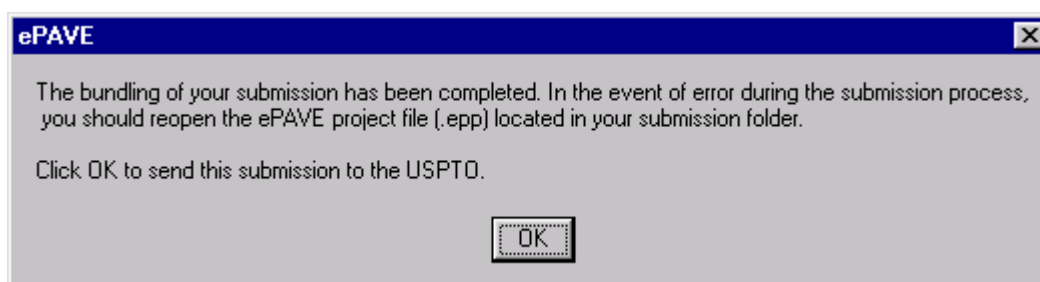 ePAVE
The bundling of your submission has been completed. In the event of error during the submission process,
you should reopen the ePAVE project file (.epp) located in your submission folder.
Click OK to send this submission to the USPTO.
OK